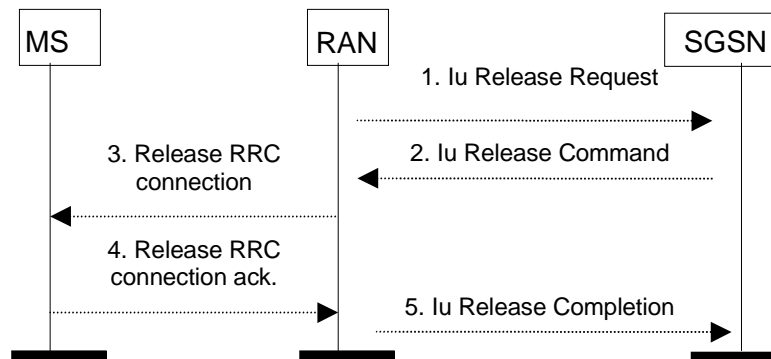 MS
RAN
SGSN
1. Iu Release Request
2. Iu Release Command
3. Release RRC
connection
4. Release RRC
connection ack.
5. Iu Release Completion